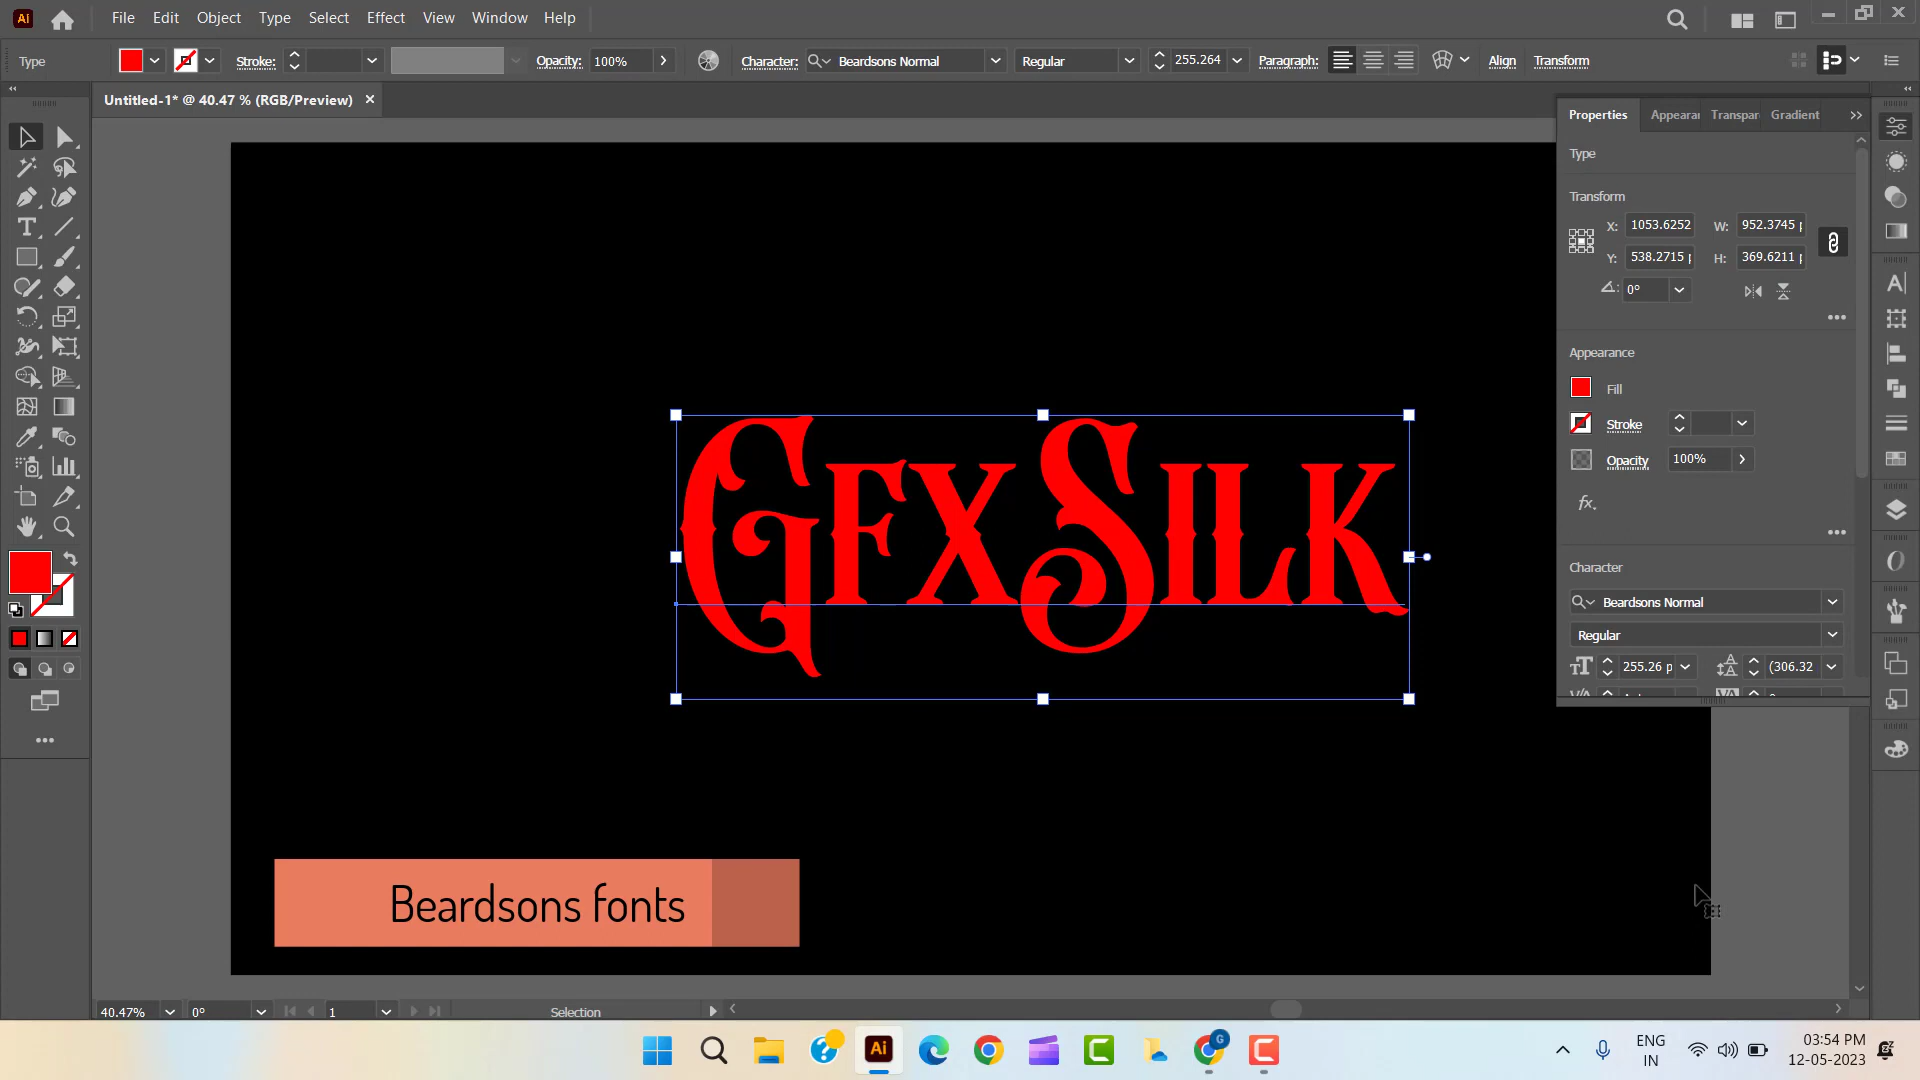 File Edit Object Type Select Effect View Window Help
Type Stroke: Opacity: 100% Character: Beardsons Normal Regular 255.264 Paragraph: Align Transform
Untitled-1* @ 40.47 % (RGB/Preview) ×
Properties Appearar Transpar Gradient
Type
Transform
X: 1053.6252 W: 952.3745 p
Y: 538.2715 p H: 369.6211 p
0°
Appearance
Fill
Stroke
Opacity 100%
fx.
Character
Beardsons Normal
Regular
255.26 p (306.32
GfxSilk
Beardsons fonts
40.47% 0° 1 Selection
ENG
IN
03:54 PM
12-05-2023